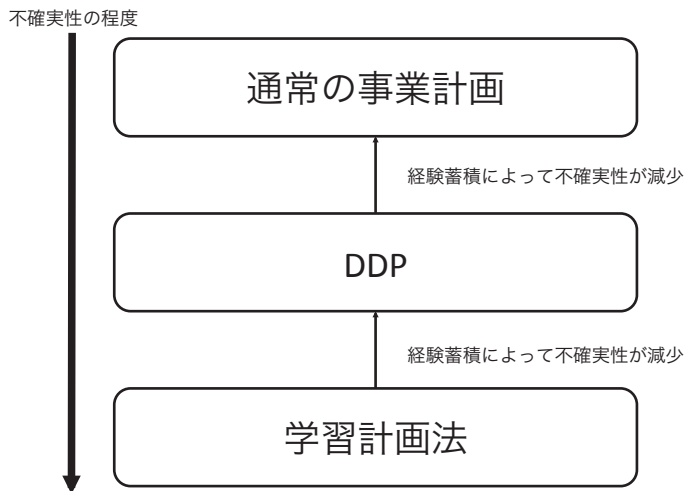 不確実性の程度
通常の事業計画
経験蓄積によって不確実性が減少
DDP
経験蓄積によって不確実性が減少
学習計画法